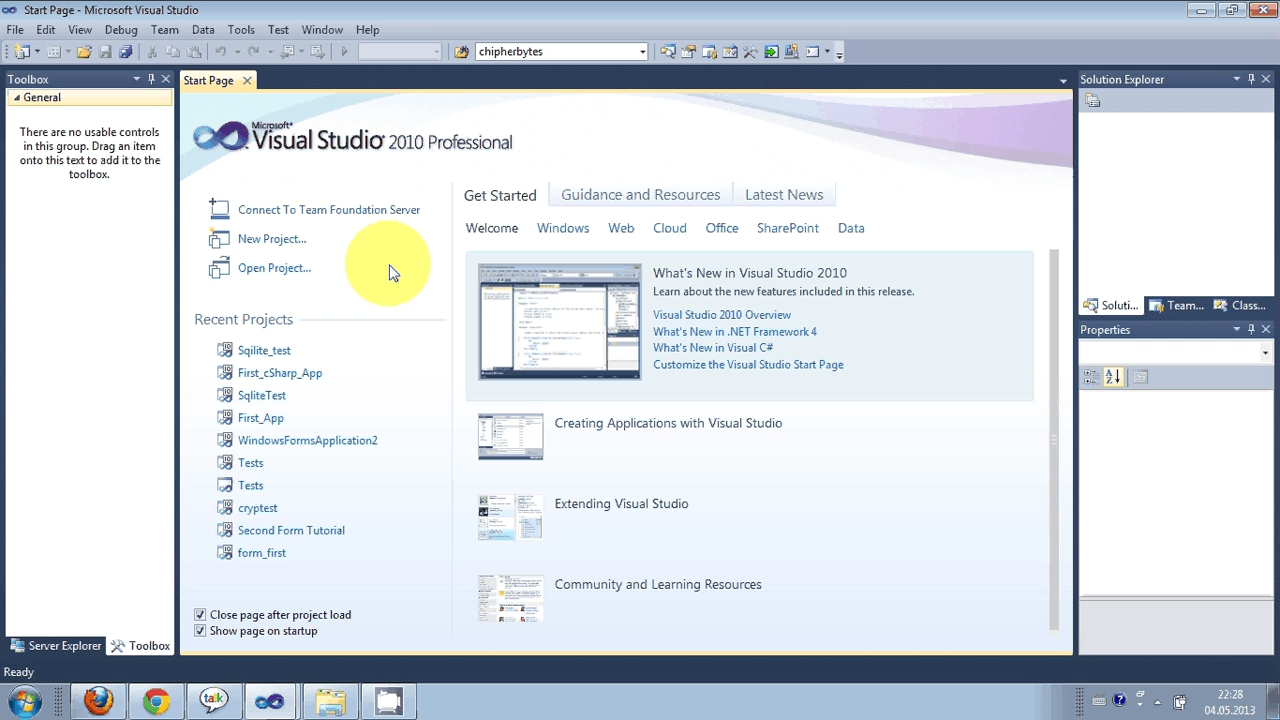 Start Page - Microsoft Visual Studio
File Edit View Debug Team Tools Test Window Help
chipherbytes
Toolbox
General
There are no usable controls
in this group. Drag an item
onto this text to add it to the
toolbox.
Server Explorer Toolbox
Start Page
Microsoft®
Visual Studio® 2010 Professional
Connect To Team Foundation Server
New Project...
Open Project...
Recent Projects
Sqilite_test
First_cSharp_App
SqliteTest
First_App
WindowsFormsApplication2
Tests
Tests
cryptest
Second Form Tutorial
form_first
Close page after project load
Show page on startup
Get Started Guidance and Resources Latest News
Welcome Windows Web Cloud Office SharePoint Data
What's New in Visual Studio 2010
Learn about the new features included in this release.
Visual Studio 2010 Overview
What's New in .NET Framework 4
What's New in Visual C#
Customize the Visual Studio Start Page
Creating Applications with Visual Studio
Extending Visual Studio
Community and Learning Resources
Solution Explorer
Soluti... Team... Class...
Properties
Ready
talk
22:28
04.05.2013